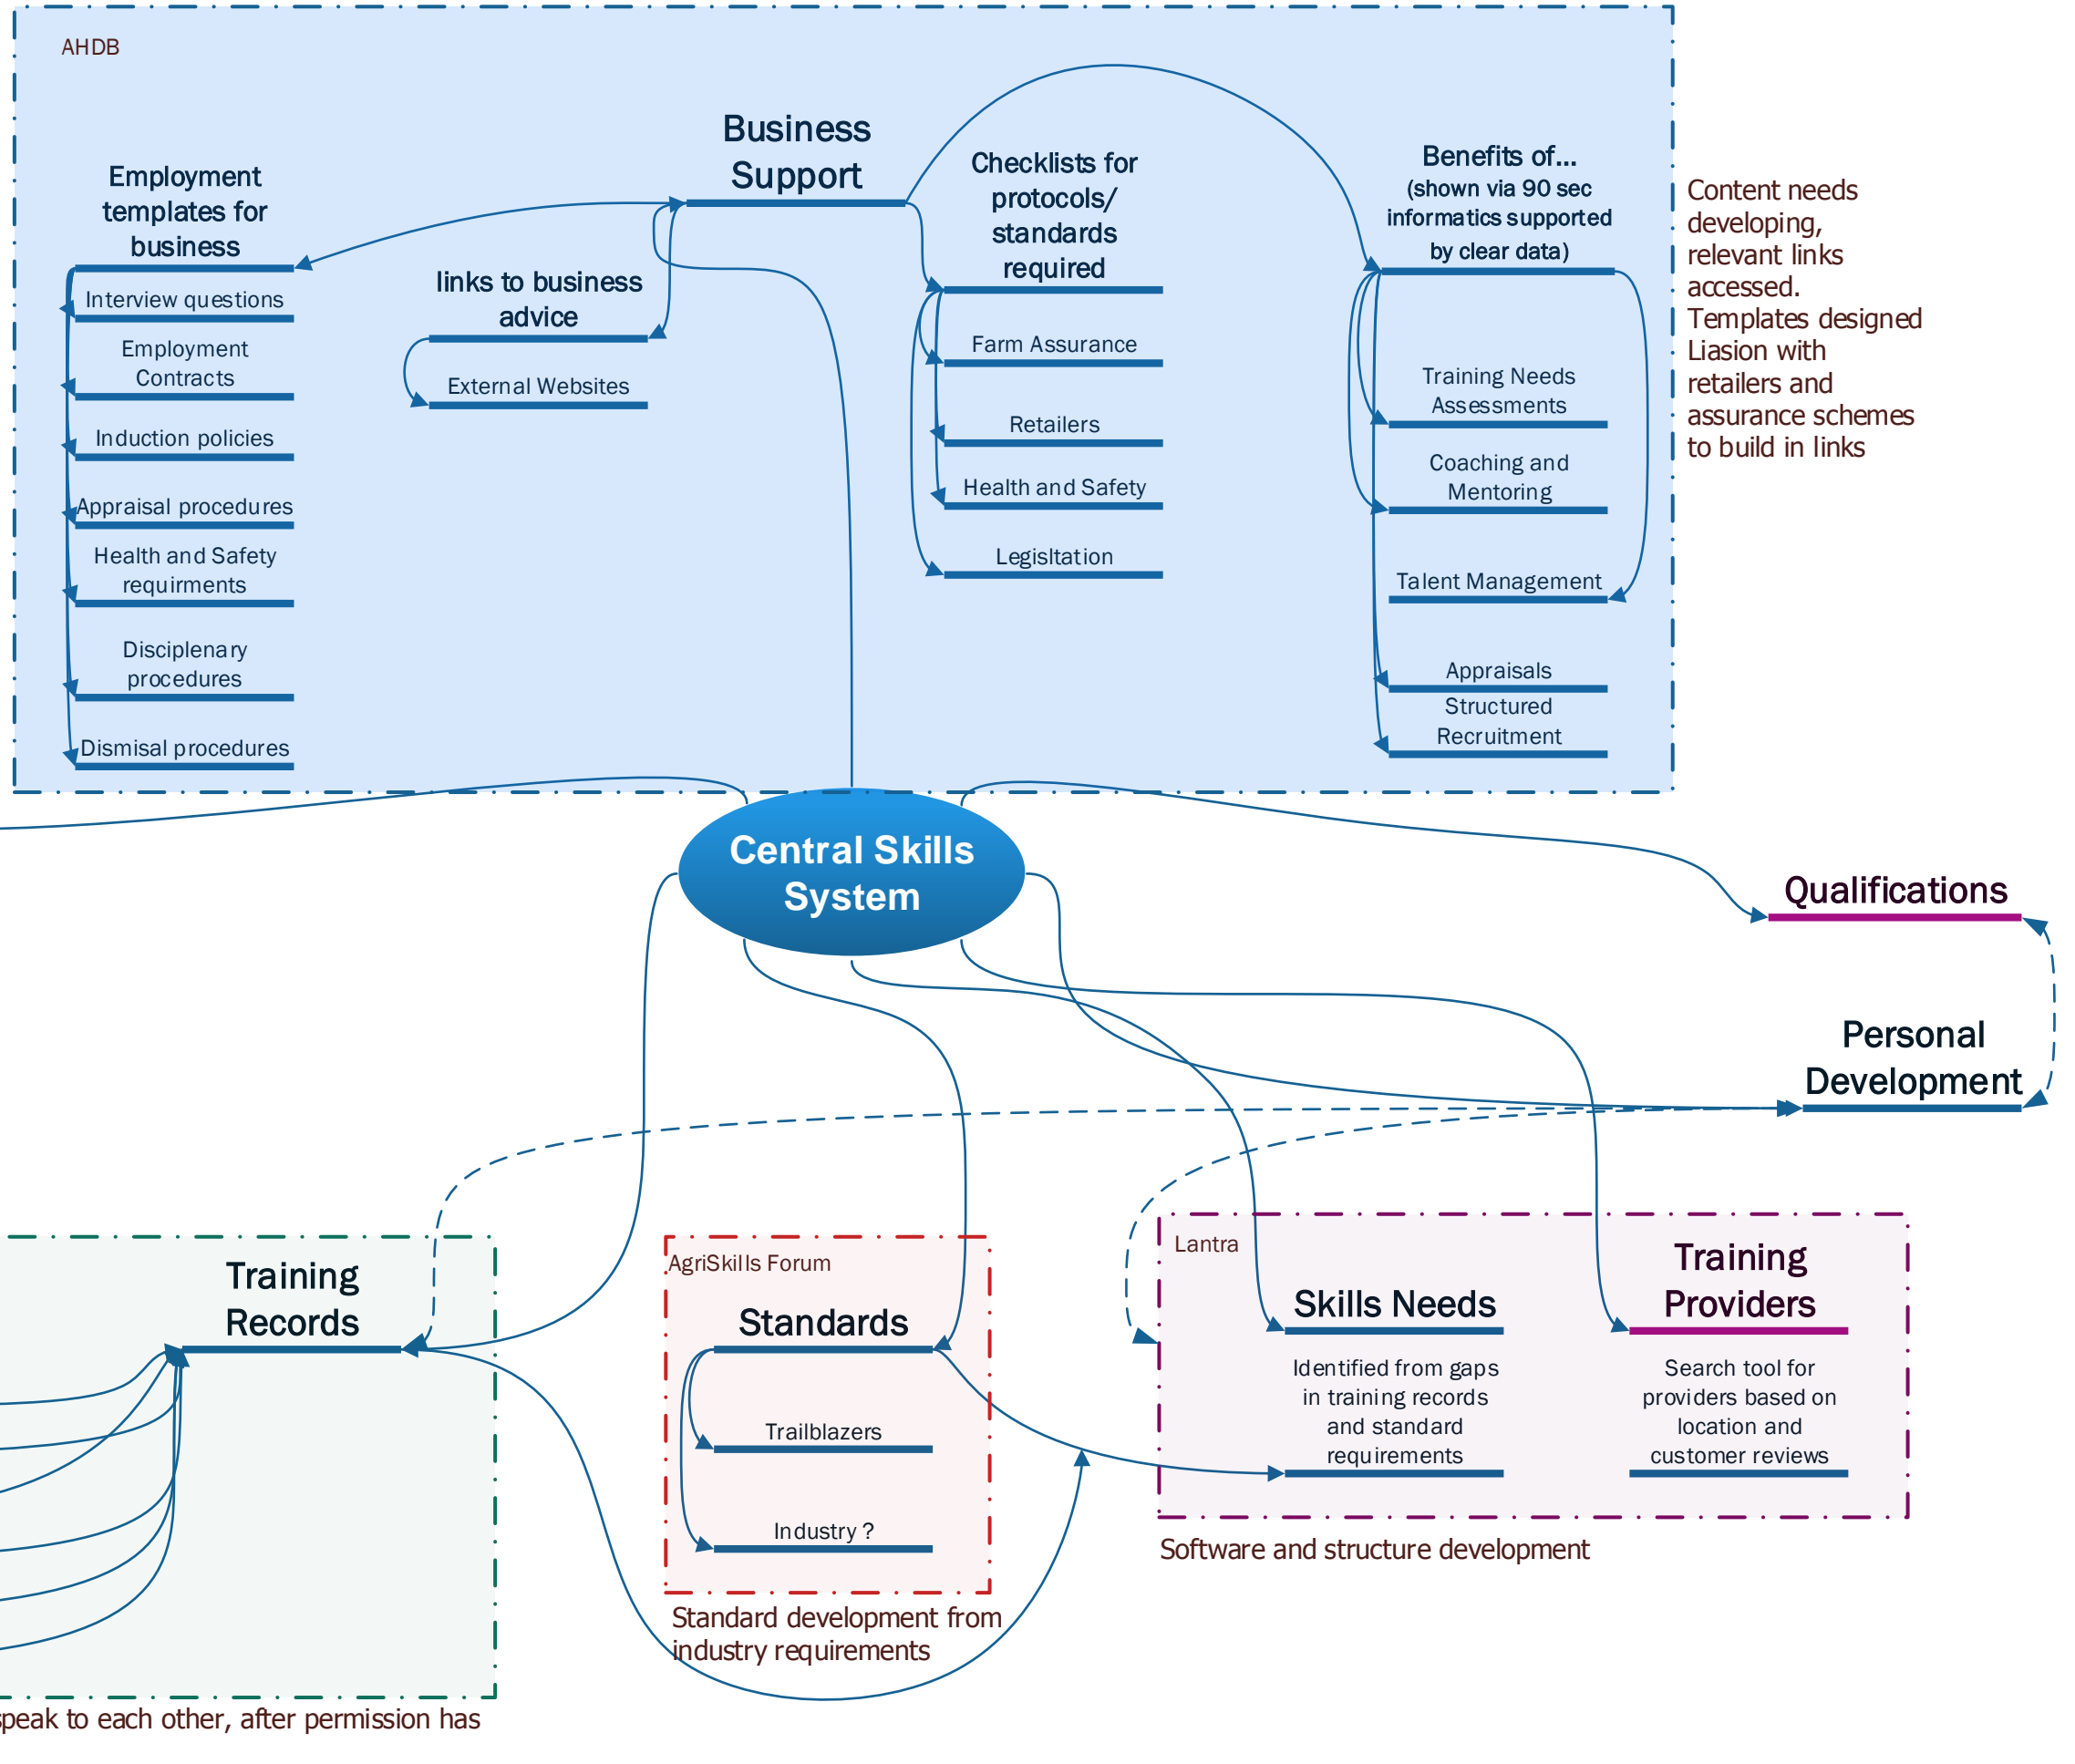 AHDB
Business
Support
Employment
templates for
business
Interview questions
Employment
Contracts
Induction policies
Appraisal procedures
Health and Safety
requirments
Disciplenary
procedures
Dismisal procedures
links to business
advice
External Websites
Checklists for
protocols/
standards
required
Farm Assurance
Retailers
Health and Safety
Legisltation
Benefits of...
(shown via 90 sec
informatics supported
by clear data)
Training Needs
Assessments
Coaching and
Mentoring
Talent Management
Appraisals
Structured
Recruitment
Content needs
developing,
relevant links
accessed.
Templates designed
Liasion with
retailers and
assurance schemes
to build in links
Central Skills
System
Qualifications
Personal
Development
Training
Records
AgriSkills Forum
Standards
Trailblazers
Industry ?
Standard development from
industry requirements
Lantra
Skills Needs
Identified from gaps
in training records
and standard
requirements
Training
Providers
Search tool for
providers based on
location and
customer reviews
Software and structure development
speak to each other, after permission has